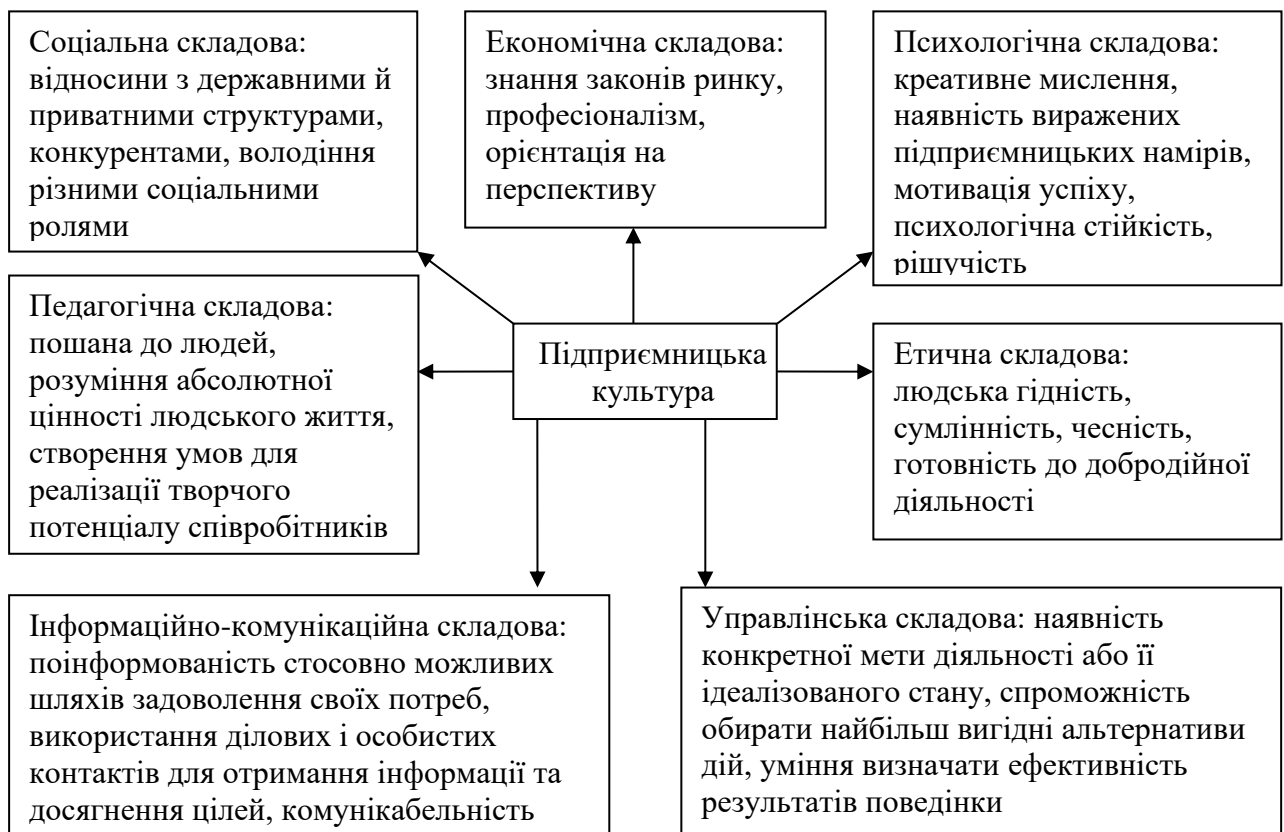 Соціальна складова:
відносини з державними й
приватними структурами,
конкурентами, володіння
різними соціальними
ролями
Економічна складова:
знання законів ринку,
професіоналізм,
орієнтація на
перспективу
Психологічна складова:
креативне мислення,
наявність виражених
підприємницьких намірів,
мотивація успіху,
психологічна стійкість,
рішучість
Педагогічна складова:
пошана до людей,
розуміння абсолютної
цінності людського життя,
створення умов для
реалізації творчого
потенціалу співробітників
Підприємницька
культура
Етична складова:
людська гідність,
сумлінність, чесність,
готовність до добродійної
діяльності
Інформаційно-комунікаційна складова:
поінформованість стосовно можливих
шляхів задоволення своїх потреб,
використання ділових і особистих
контактів для отримання інформації та
досягнення цілей, комунікабельність
Управлінська складова: наявність
конкретної мети діяльності або її
ідеалізованого стану, спроможність
обирати найбільш вигідні альтернативи
дій, уміння визначати ефективність
результатів поведінки